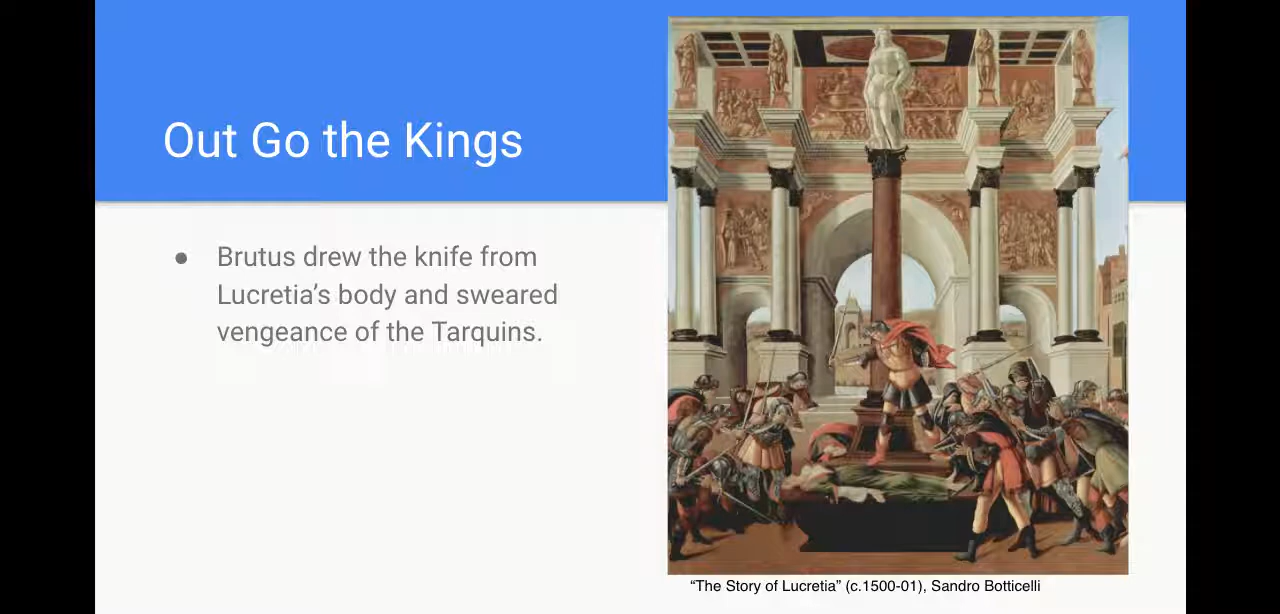 Out Go the Kings
● Brutus drew the knife from
Lucretia’s body and sweared
vengeance of the Tarquins.
“The Story of Lucretia” (c.1500-01), Sandro Botticelli